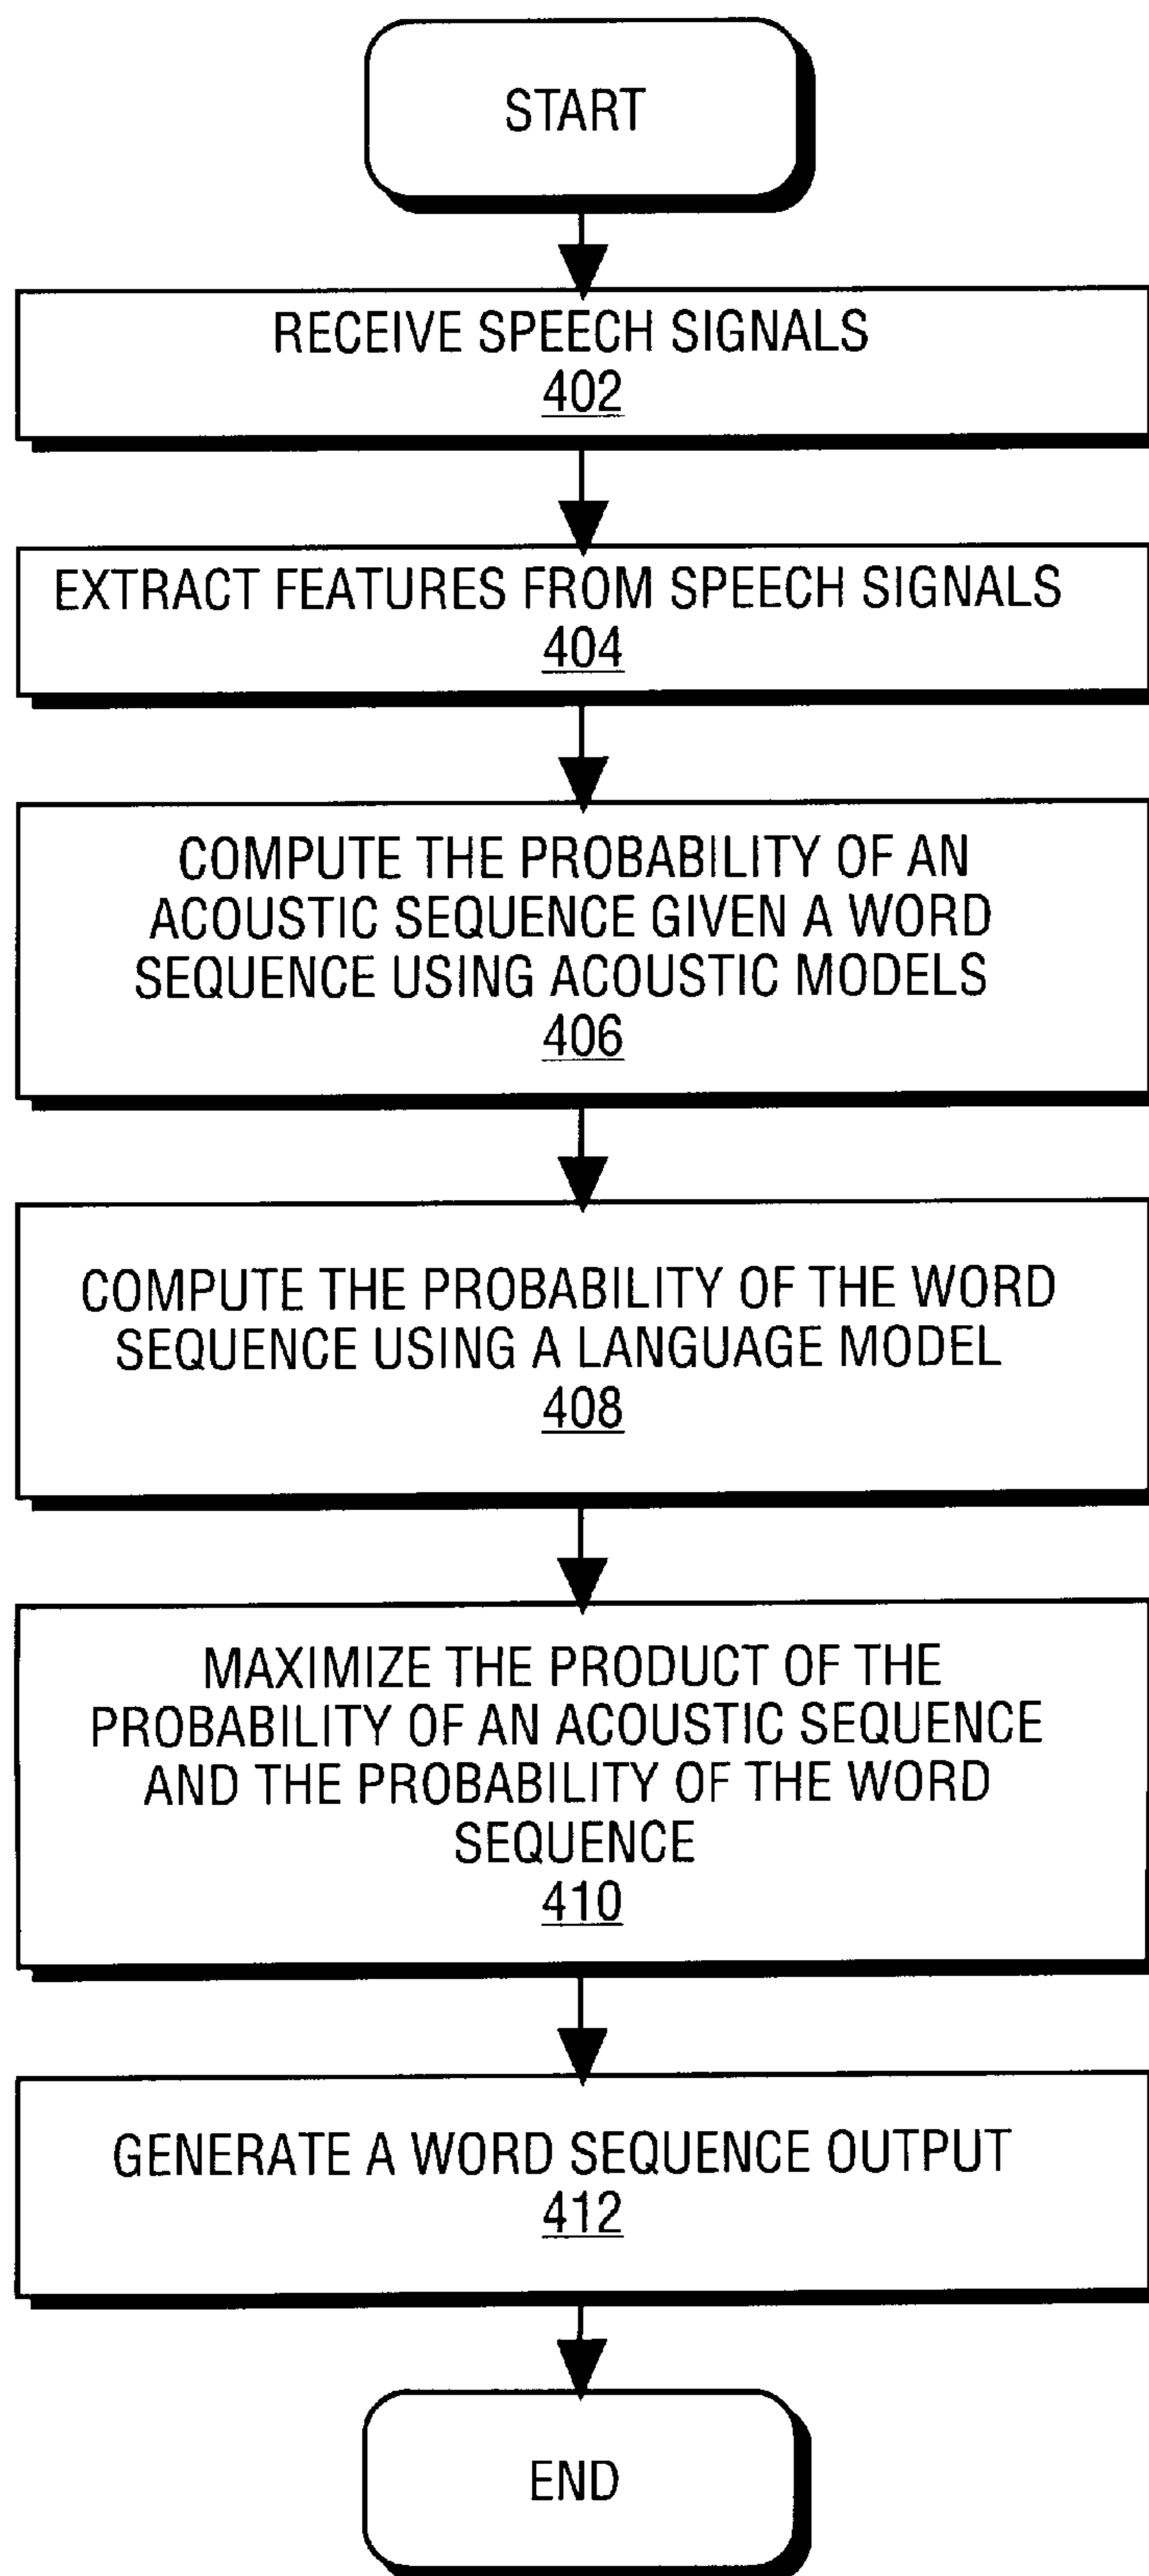 START
RECEIVE SPEECH SIGNALS
402
EXTRACT FEATURES FROM SPEECH SIGNALS
404
COMPUTE THE PROBABILITY OF AN
ACOUSTIC SEQUENCE GIVEN A WORD
SEQUENCE USING ACOUSTIC MODELS
406
COMPUTE THE PROBABILITY OF THE WORD
SEQUENCE USING A LANGUAGE MODEL
408
MAXIMIZE THE PRODUCT OF THE
PROBABILITY OF AN ACOUSTIC SEQUENCE
AND THE PROBABILITY OF THE WORD
SEQUENCE
410
GENERATE A WORD SEQUENCE OUTPUT
412
END